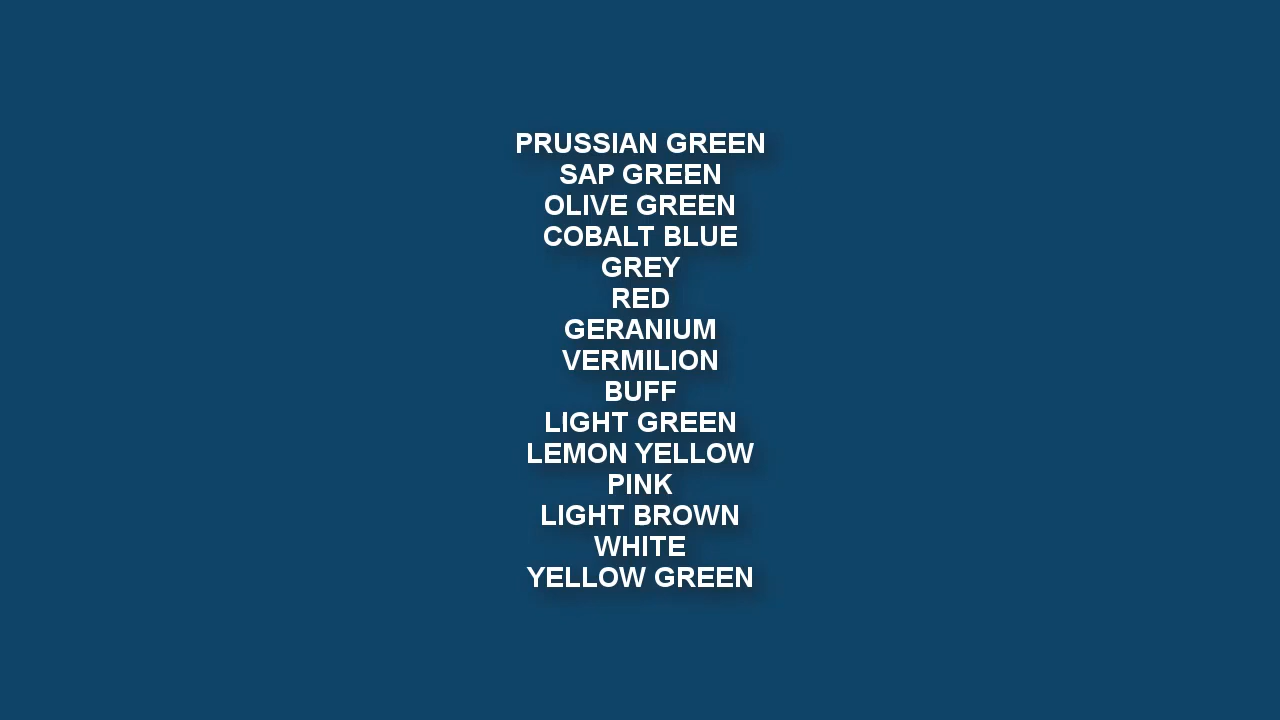 PRUSSIAN GREEN
SAP GREEN
OLIVE GREEN
COBALT BLUE
GREY
RED
GERANIUM
VERMILION
BUFF
LIGHT GREEN
LEMON YELLOW
PINK
LIGHT BROWN
WHITE
YELLOW GREEN